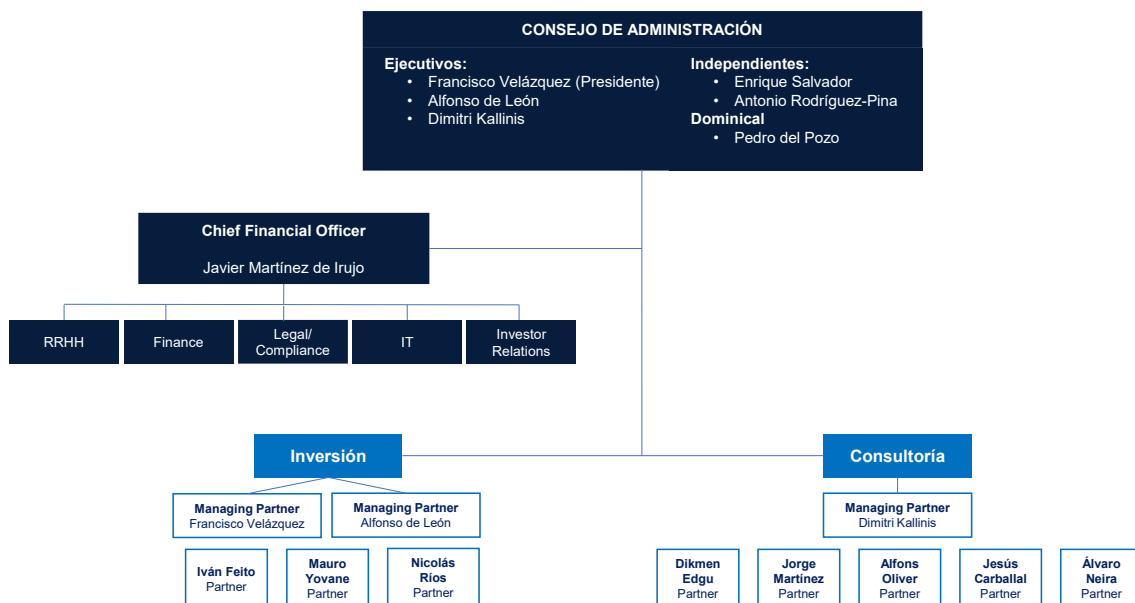 CONSEJO DE ADMINISTRACIÓN
Ejecutivos:
• Francisco Velázquez (Presidente)
• Alfonso de León
• Dimitri Kallinis
Independientes:
• Enrique Salvador
• Antonio Rodríguez-Pina
Dominical
• Pedro del Pozo
Chief Financial Officer
Javier Martínez de Irujo
RRHH
Finance
Legal/
Compliance
IT
Investor
Relations
Inversión
Consultoría
Managing Partner
Francisco Velázquez
Managing Partner
Alfonso de León
Managing Partner
Dimitri Kallinis
Iván Feito
Partner
Mauro
Yovane
Partner
Nicolás
Ríos
Partner
Dikmen
Edgu
Partner
Jorge
Martínez
Partner
Alfons
Oliver
Partner
Jesús
Carballal
Partner
Álvaro
Neira
Partner